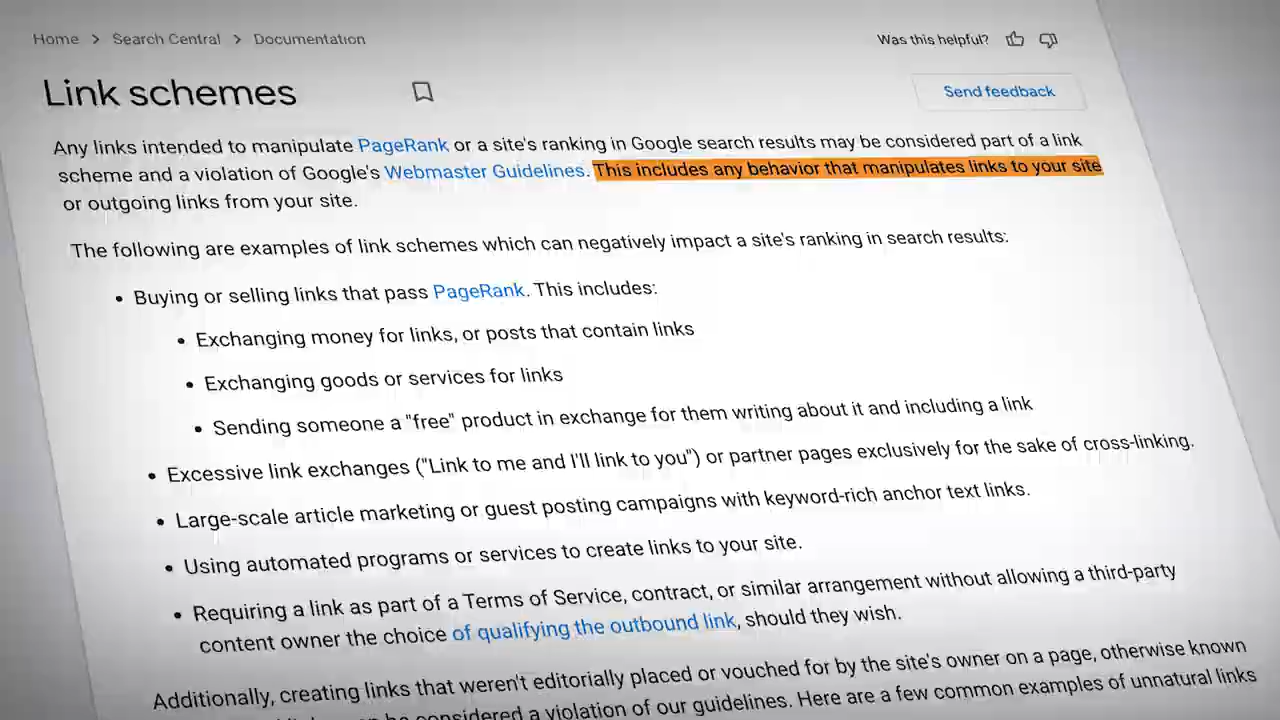 Home > Search Central > Documentation
Was this helpful?
Link schemes
Send feedback
Any links intended to manipulate PageRank or a site's ranking in Google search results may be considered part of a link
scheme and a violation of Google's Webmaster Guidelines. This includes any behavior that manipulates links to your site
or outgoing links from your site.
The following are examples of link schemes which can negatively impact a site's ranking in search results:
• Buying or selling links that pass PageRank. This includes:
• Exchanging money for links, or posts that contain links
• Exchanging goods or services for links
• Sending someone a "free" product in exchange for them writing about it and including a link
• Excessive link exchanges ("Link to me and I'll link to you") or partner pages exclusively for the sake of cross-linking.
• Large-scale article marketing or guest posting campaigns with keyword-rich anchor text links.
• Using automated programs or services to create links to your site.
• Requiring a link as part of a Terms of Service, contract, or similar arrangement without allowing a third-party
content owner the choice of qualifying the outbound link, should they wish.
Additionally, creating links that weren't editorially placed or vouched for by the site's owner on a page, otherwise known
be considered a violation of our guidelines. Here are a few common examples of unnatural links